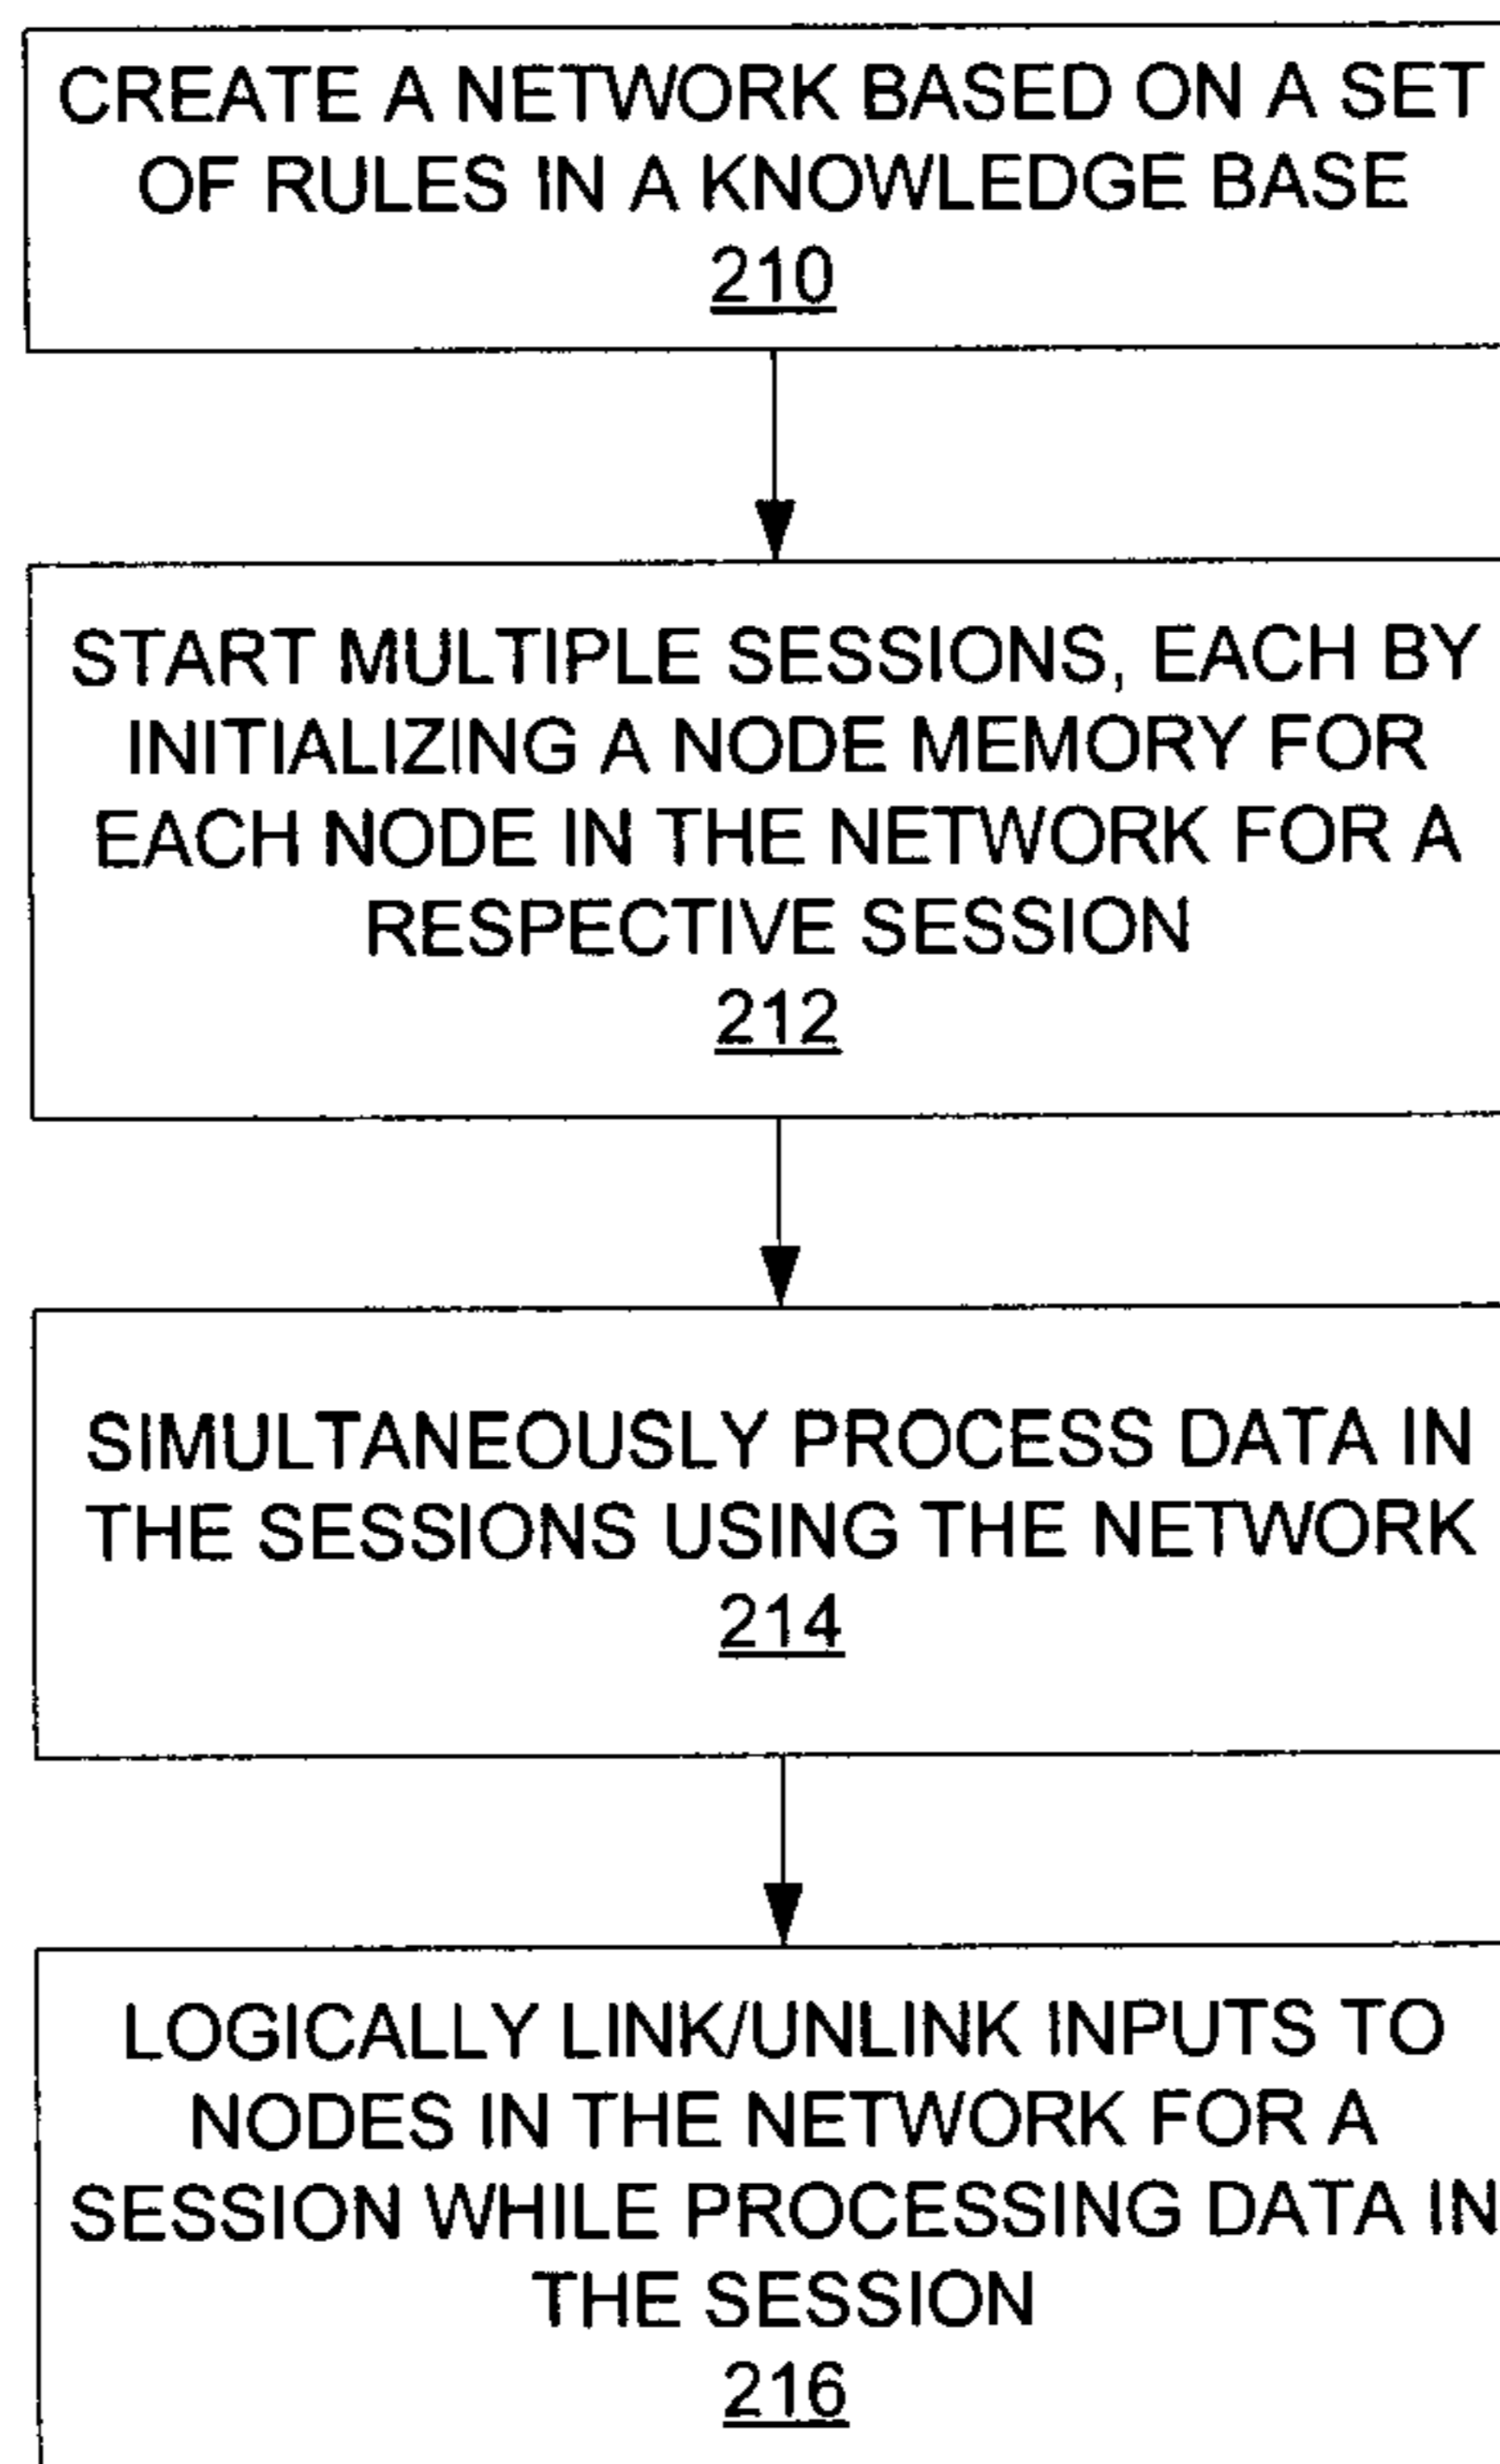 CREATE A NETWORK BASED ON A SET
OF RULES IN A KNOWLEDGE BASE
210
START MULTIPLE SESSIONS, EACH BY
INITIALIZING A NODE MEMORY FOR
EACH NODE IN THE NETWORK FOR A
RESPECTIVE SESSION
212
SIMULTANEOUSLY PROCESS DATA IN
THE SESSIONS USING THE NETWORK
214
LOGICALLY LINK/UNLINK INPUTS TO
NODES IN THE NETWORK FOR A
SESSION WHILE PROCESSING DATA IN
THE SESSION
216